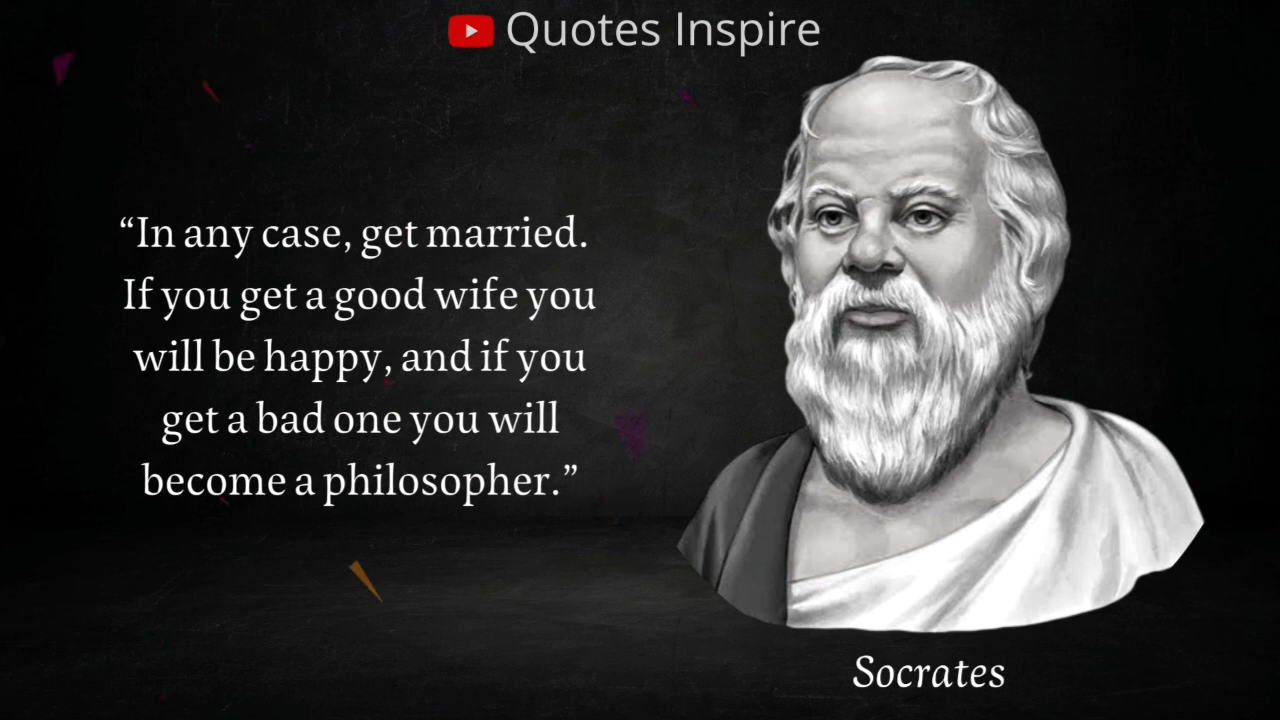 Quotes Inspire
“In any case, get married.
If you get a good wife you
will be happy, and if you
get a bad one you will
become a philosopher.”
Socrates